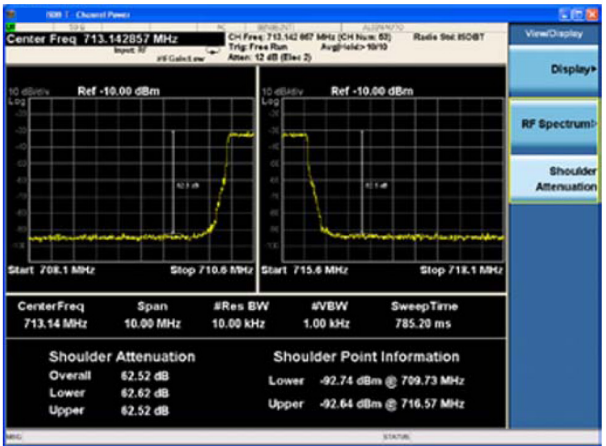 Channel Power
Center Freq 713.142857 MHz
Input: RF
#IFGain:Low
CH Freq: 713.142 857 MHz (CH Num: 53)
Trig: Free Run
Avg|Hold:> 10/10
Atten: 12 dB (Elec 2)
Radio Std: ISDBT
View/Display
Display
RF Spectrum
Shoulder
Attenuation
10 dB/div
Ref -10.00 dBm
Log
10 dB/div
Ref -10.00 dBm
Log
Start 708.1 MHz
Stop 710.6 MHz
Start 715.6 MHz
Stop 718.1 MHz
CenterFreq Span #Res BW #VBW SweepTime
713.14 MHz 10.00 MHz 10.00 kHz 1.00 kHz 785.20 ms
Shoulder Attenuation
Overall 62.52 dB
Lower 62.62 dB
Upper 62.52 dB
Shoulder Point Information
Lower -92.74 dBm @ 709.73 MHz
Upper -92.64 dBm @ 716.57 MHz
MSG
STATUS